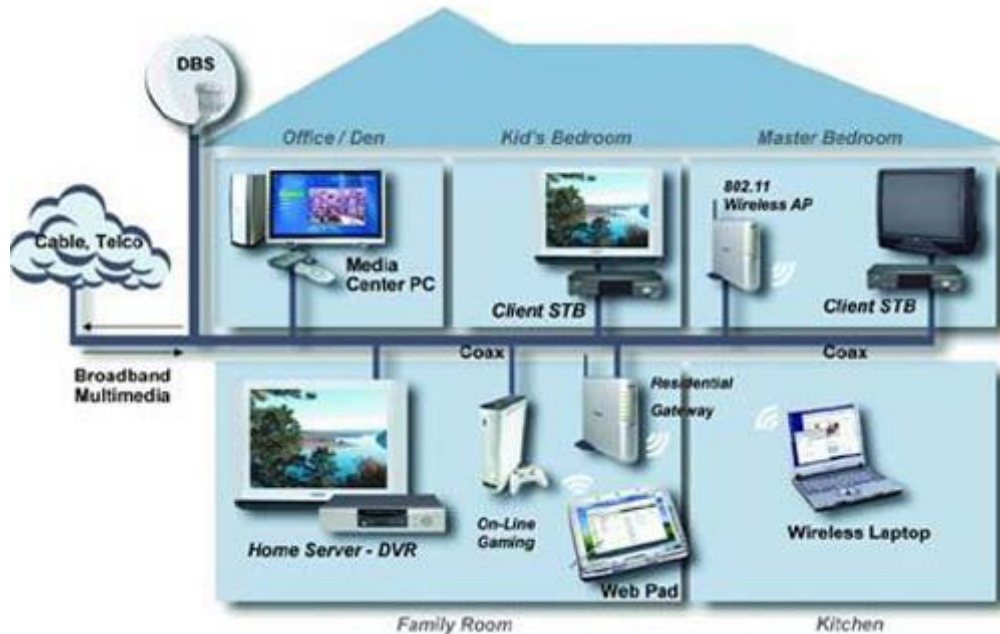 DBS
Office / Den
Kid's Bedroom
Master Bedroom
802.11
Wireless AP
Cable, Telco
Media
Center PC
Client STB
Client STB
Coax
Coax
Broadband
Multimedia
Residential
Gateway
On-Line
Gaming
Home Server - DVR
Web Pad
Wireless Laptop
Family Room
Kitchen